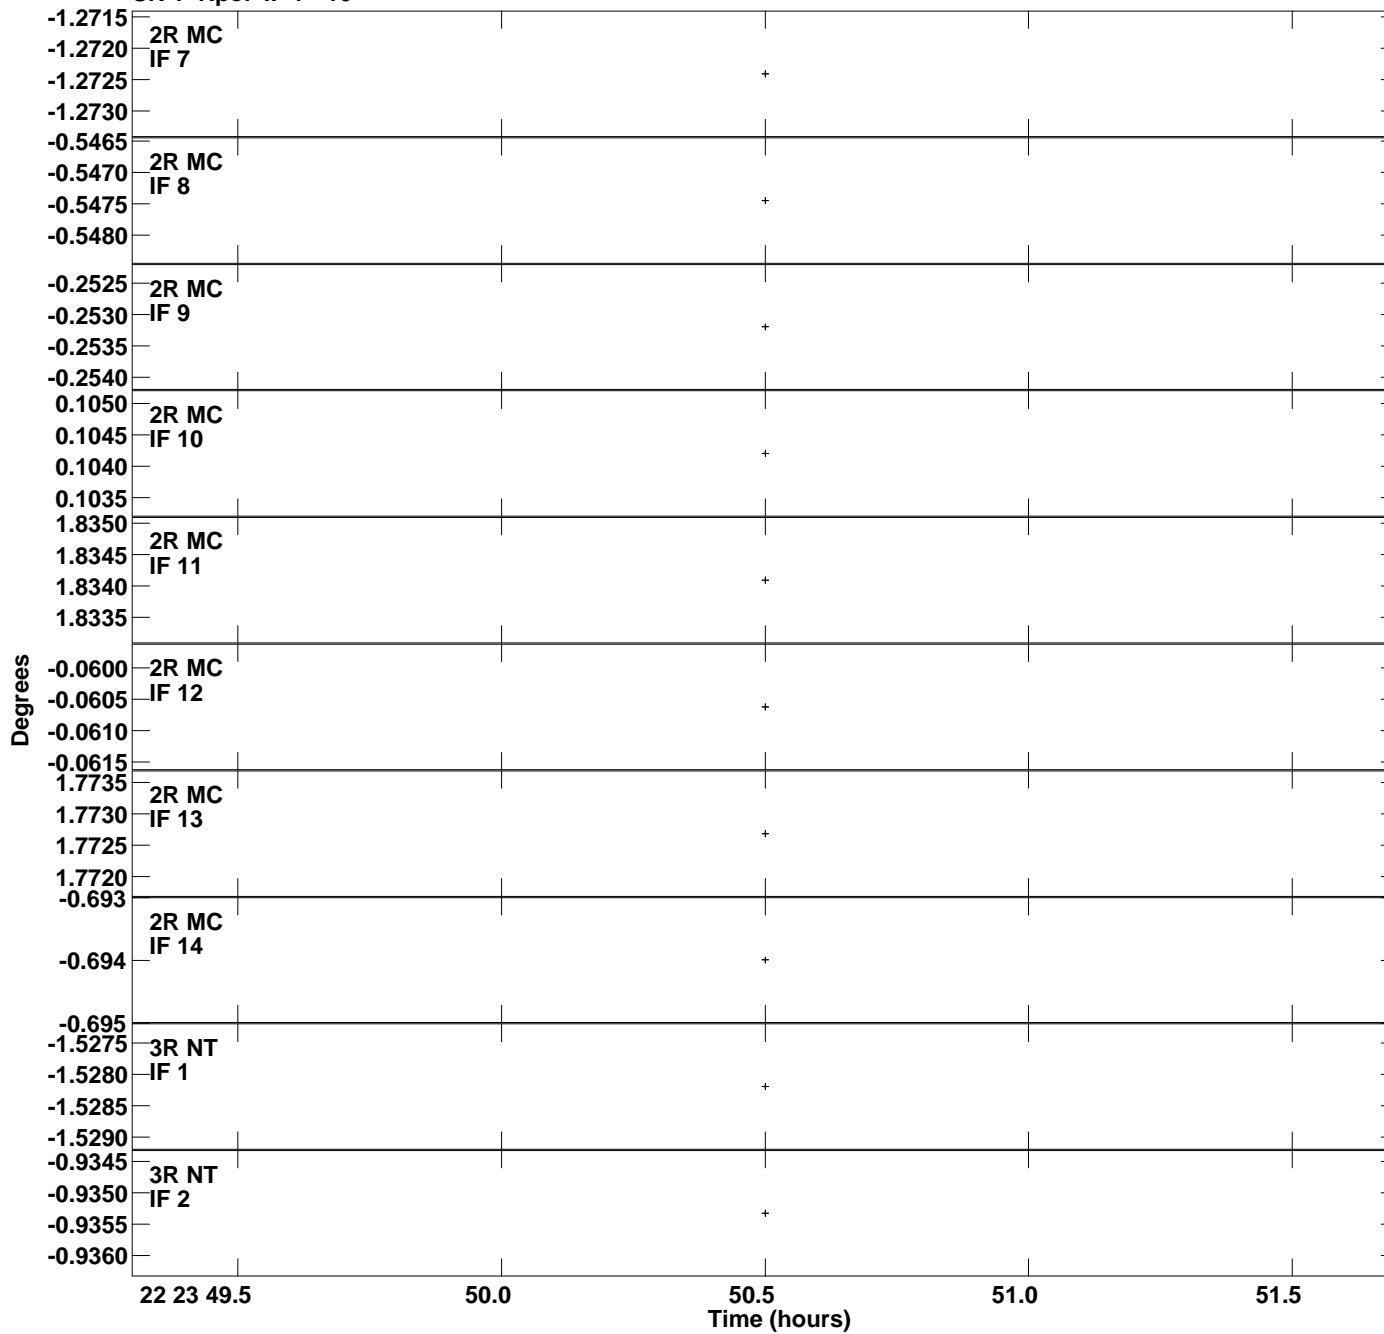 -1.2715
-1.2720
-1.2725
-1.2730
2R MC
IF 7
-0.5465
-0.5470
-0.5475
-0.5480
2R MC
IF 8
-0.2525
-0.2530
-0.2535
-0.2540
2R MC
IF 9
0.1050
0.1045
0.1040
0.1035
2R MC
IF 10
1.8350
1.8345
1.8340
1.8335
2R MC
IF 11
Degrees
-0.0600
-0.0605
-0.0610
-0.0615
2R MC
IF 12
1.7735
1.7730
1.7725
1.7720
2R MC
IF 13
-0.693
-0.694
-0.695
2R MC
IF 14
-1.5275
-1.5280
-1.5285
-1.5290
3R NT
IF 1
-0.9345
-0.9350
-0.9355
-0.9360
3R NT
IF 2
22 23 49.5 50.0 50.5 51.0 51.5
Time (hours)